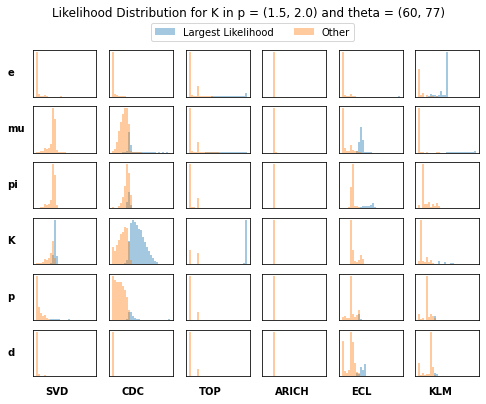 Likelihood Distribution for K in p = (1.5, 2.0) and theta = (60, 77)
Largest Likelihood Other
e
mu
pi
K
p
d
SVD CDC TOP ARICH ECL KLM